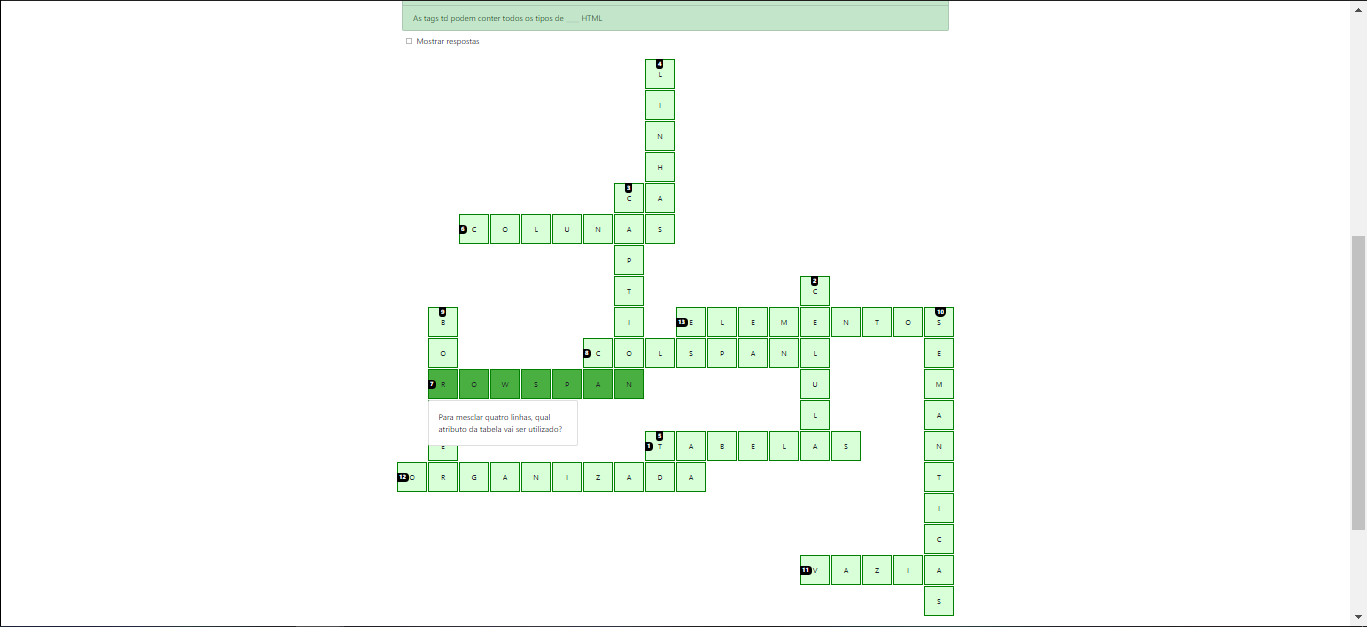 As tags td podem conter todos os tipos de ____ HTML
Mostrar respostas
4
L
I
N
H
3
C A
6 C O L U N A S
P
T
2
C
9
B
I
13 E L E M E N T O S
10
O
8 C O L S P A N L
E
7 R O W S P A N
U
M
Para mesclar quatro linhas, qual
atributo da tabela vai ser utilizado?
L
A
E
5
1 T A B E L A S
N
12 O R G A N I Z A D A
T
I
C
11 V A Z I A
S